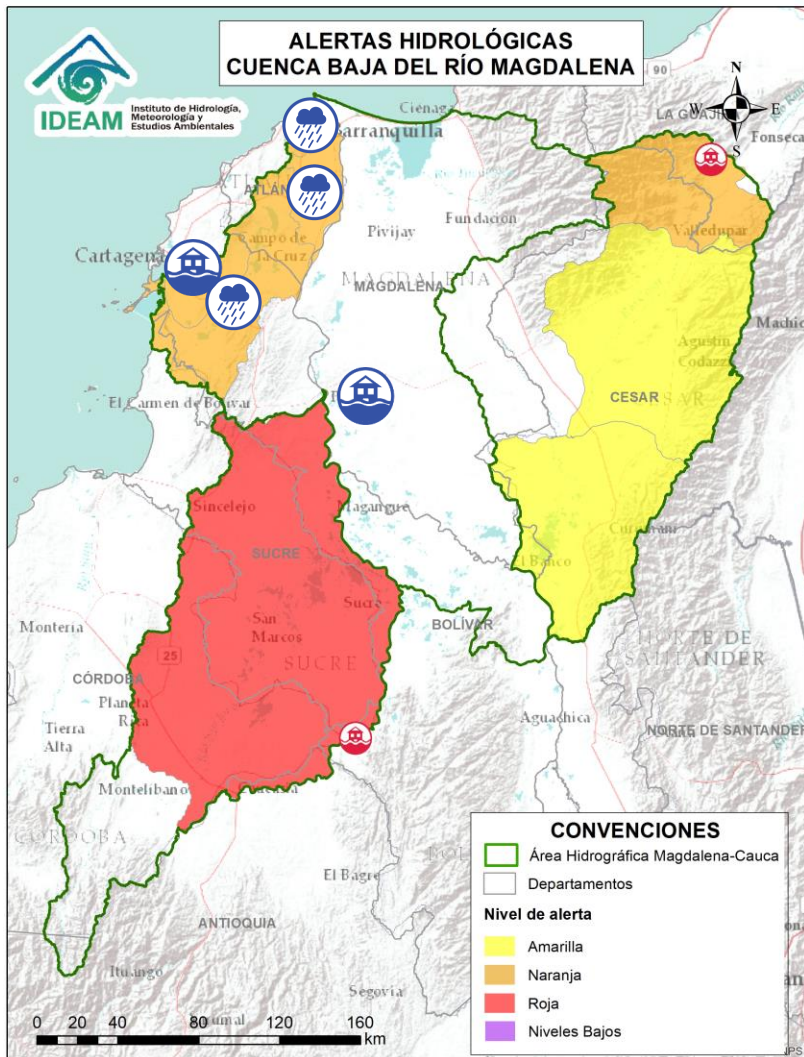 ALERTAS HIDROLÓGICAS
CUENCA BAJA DEL RÍO MAGDALENA
IDEAM
Instituto de Hidrología,
Meteorología y
Estudios Ambientales
N
W
E
S
90
LA GUAJI
Ciénaga
Barranquilla
Fonseca
Fundación
Pivijay
Valledupar
Campo de
la Cruz
Cartagena
MAGDALENA
MAGDALENA
Agustín
Codazzi
CESAR
El Carmen de Bolívar
Sincelejo
Magangué
Curumaní
SUCRE
El Banco
Sucre
San
Marcos
BOLÍVAR
Montería
25
SUCRE
NORTE DE
SANTANDER
CÓRDOBA
Planeta
Rica
Aguachica
Tierra
Alta
NORTE DE SANTANDER
Montelíbano
CÓRDOBA
El Bagre
ANTIOQUIA
Ituango
Segovia
CONVENCIONES
Área Hidrográfica Magdalena-Cauca
Departamentos
Nivel de alerta
Amarilla
Naranja
Roja
Niveles Bajos
0 20 40 80 120 160
km